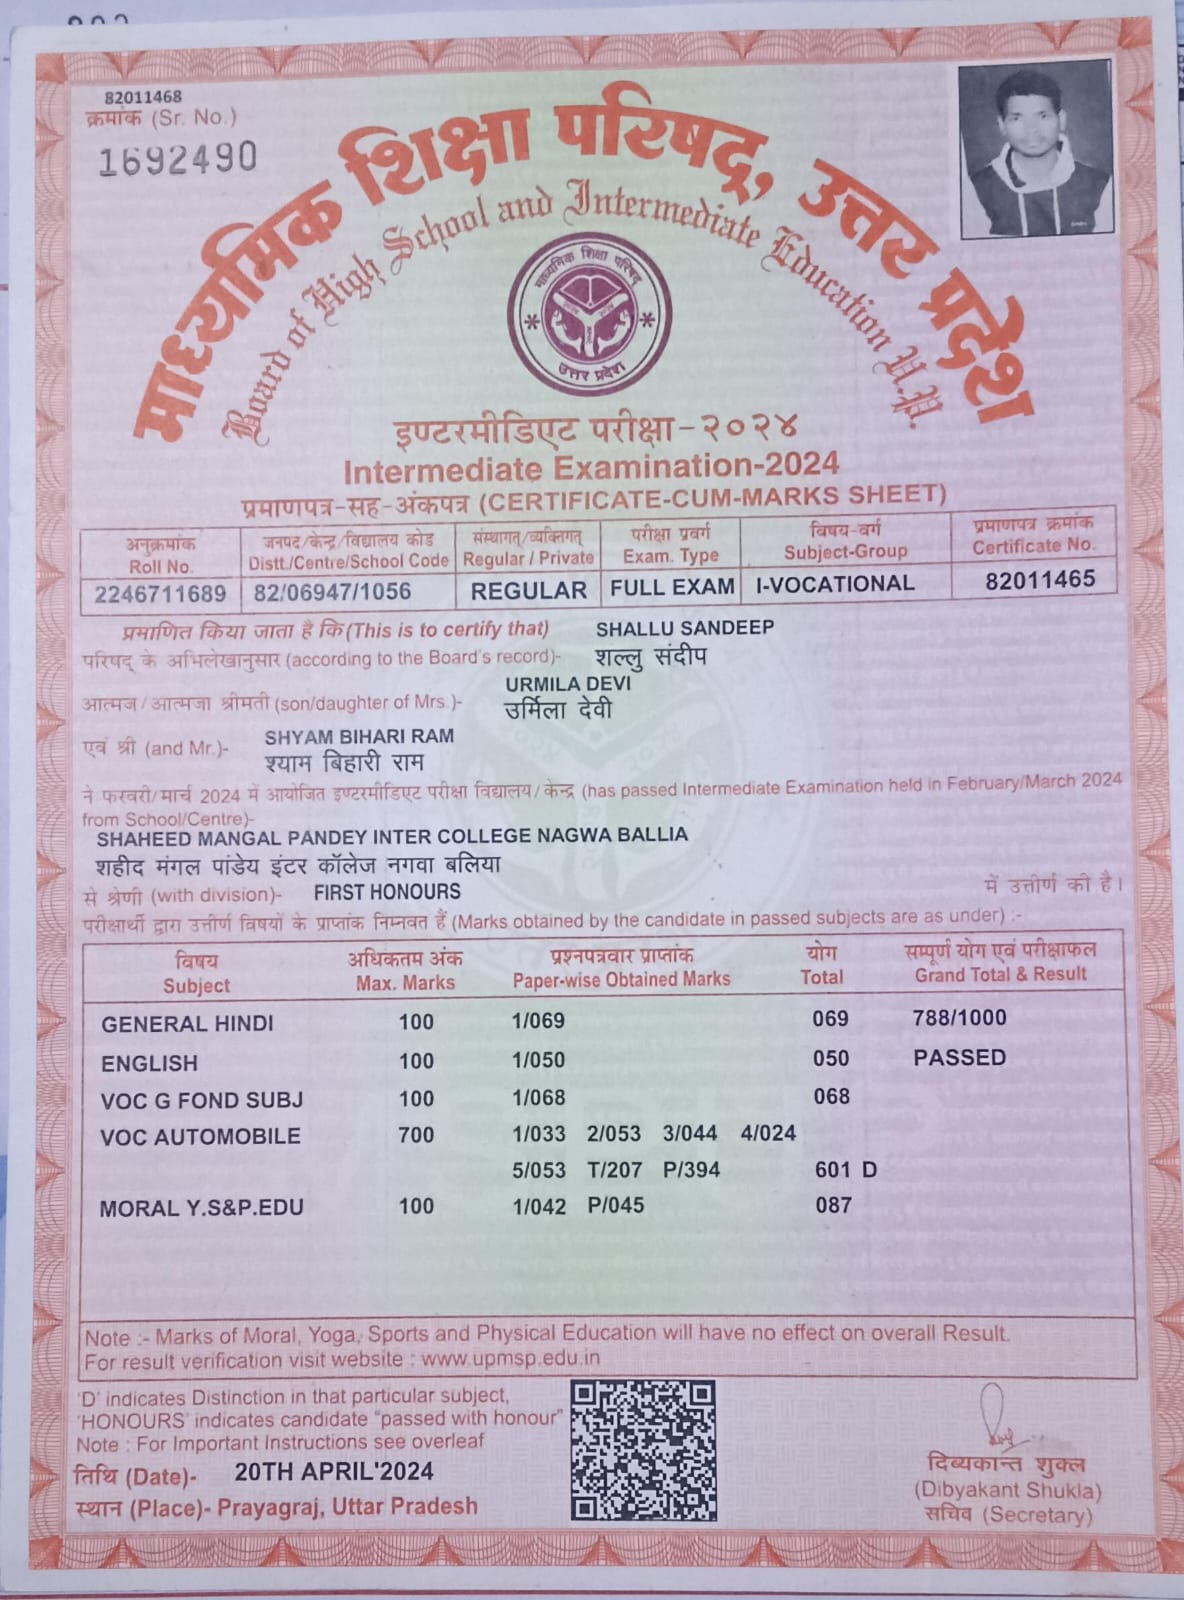 82011468
क्रमांक (Sr. No.)
1692490
माध्यमिक शिक्षा परिषद्, उत्तर प्रदेश
Board of High School and Intermediate Education U.P.
माध्यमिक शिक्षा परिषद्
उत्तर प्रदेश
इण्टरमीडिएट परीक्षा-२०२४
Intermediate Examination-2024
प्रमाणपत्र-सह-अंकपत्र (CERTIFICATE-CUM-MARKS SHEET)
अनुक्रमांक जनपद/केन्द्र/विद्यालय कोड संस्थागत्/व्यक्तिगत् परीक्षा प्रवर्ग विषय-वर्ग प्रमाणपत्र क्रमांक
Roll No. Distt./Centre/School Code Regular / Private Exam. Type Subject-Group Certificate No.
2246711689 82/06947/1056 REGULAR FULL EXAM I-VOCATIONAL 82011465
प्रमाणित किया जाता है कि (This is to certify that) SHALLU SANDEEP
परिषद् के अभिलेखानुसार (according to the Board's record)- शल्लु संदीप
URMILA DEVI
आत्मज / आत्मजा श्रीमती (son/daughter of Mrs.)- उर्मिला देवी
SHYAM BIHARI RAM
एवं श्री (and Mr.)- श्याम बिहारी राम
ने फरवरी/मार्च 2024 में आयोजित इण्टरमीडिएट परीक्षा विद्यालय/केन्द्र (has passed Intermediate Examination held in February/March 2024
from School/Centre)-
SHAHEED MANGAL PANDEY INTER COLLEGE NAGWA BALLIA
शहीद मंगल पांडेय इंटर कॉलेज नगवा बलिया
से श्रेणी (with division)- FIRST HONOURS में उत्तीर्ण की है।
परीक्षार्थी द्वारा उत्तीर्ण विषयों के प्राप्तांक निम्नवत हैं (Marks obtained by the candidate in passed subjects are as under) :-
विषय अधिकतम अंक प्रश्नपत्रवार प्राप्तांक योग सम्पूर्ण योग एवं परीक्षाफल
Subject Max. Marks Paper-wise Obtained Marks Total Grand Total & Result
GENERAL HINDI 100 1/069 069 788/1000
ENGLISH 100 1/050 050 PASSED
VOC G FOND SUBJ 100 1/068 068
VOC AUTOMOBILE 700 1/033 2/053 3/044 4/024
5/053 T/207 P/394 601 D
MORAL Y.S&P.EDU 100 1/042 P/045 087
Note :- Marks of Moral, Yoga, Sports and Physical Education will have no effect on overall Result.
For result verification visit website : www.upmsp.edu.in
'D' indicates Distinction in that particular subject,
'HONOURS' indicates candidate "passed with honour"
Note : For Important Instructions see overleaf
तिथि (Date)- 20TH APRIL'2024
स्थान (Place)- Prayagraj, Uttar Pradesh
दिब्यकान्त शुक्ल
(Dibyakant Shukla)
सचिव (Secretary)